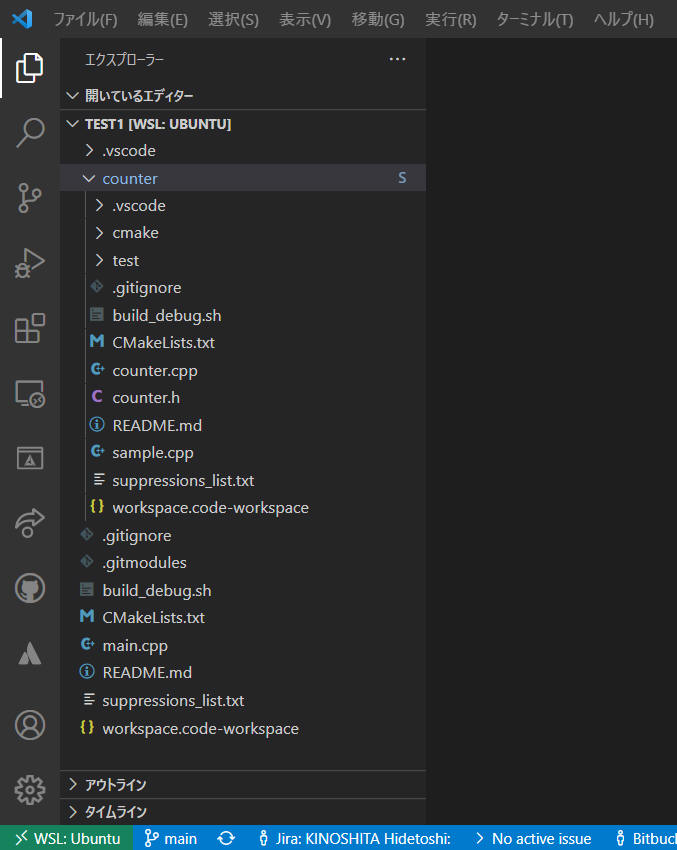 ファイル(F) 編集(E) 選択(S) 表示(V) 移動(G) 実行(R) ターミナル(T) ヘルプ(H)
エクスプローラー ···
開いているエディター
TEST1 [WSL: UBUNTU]
.vscode
counter S
.vscode
cmake
test
.gitignore
build_debug.sh
CMakeLists.txt
counter.cpp
counter.h
README.md
sample.cpp
suppressions_list.txt
workspace.code-workspace
.gitignore
.gitmodules
build_debug.sh
CMakeLists.txt
main.cpp
README.md
suppressions_list.txt
workspace.code-workspace
アウトライン
タイムライン
WSL: Ubuntu main Jira: KINOSHITA Hidetoshi: No active issue Bitbuc